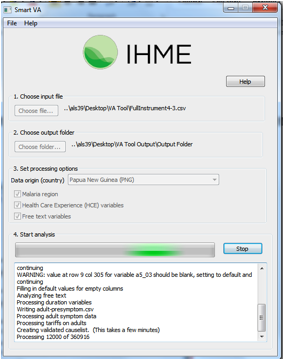 Smart VA
File Help
IHME
Help
1. Choose input file
Choose file... ..\als39\Desktop\VA Tool\FullInstrument4-3.csv
2. Choose output folder
Choose folder... ..\als39\Desktop\VA Tool Output\Output Folder
3. Set processing options
Data origin (country) Papua New Guinea (PNG)
Malaria region
Health Care Experience (HCE) variables
Free text variables
4. Start analysis
Stop
continuing
WARNING: value at row 9 col 305 for variable a5_03 should be blank, setting to default and
continuing
Filling in default values for empty columns
Analyzing free text
Processing duration variables
Writing adult-presymptom.csv
Processing adult symptom data
Processing tariffs on adults
Creating validated causelist. (This takes a few minutes)
Processing 12000 of 360916